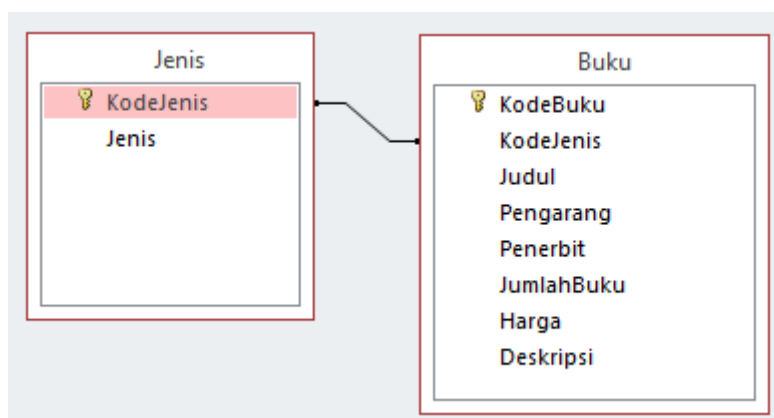 Jenis
KodeJenis
Jenis
Buku
KodeBuku
KodeJenis
Judul
Pengarang
Penerbit
JumlahBuku
Harga
Deskripsi